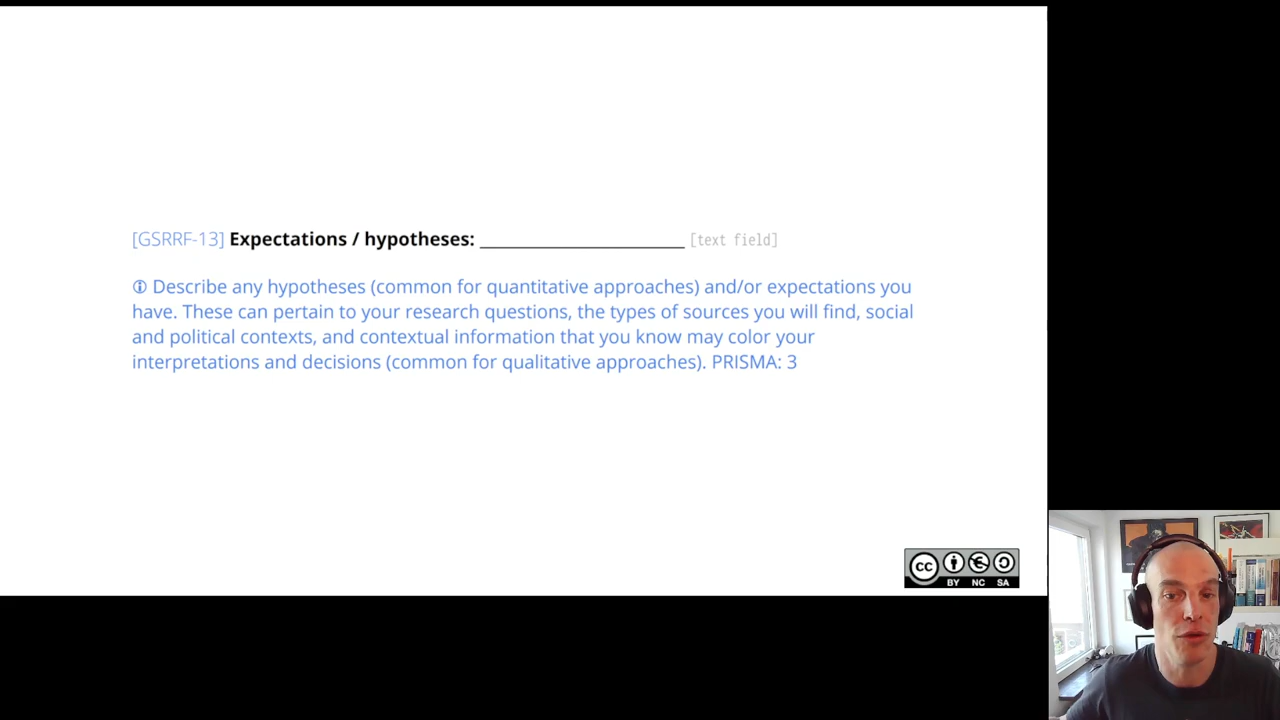 [GSRRF-13] Expectations / hypotheses: ____________________ [text field]
ⓘ Describe any hypotheses (common for quantitative approaches) and/or expectations you
have. These can pertain to your research questions, the types of sources you will find, social
and political contexts, and contextual information that you know may color your
interpretations and decisions (common for qualitative approaches). PRISMA: 3
cc
BY NC SA